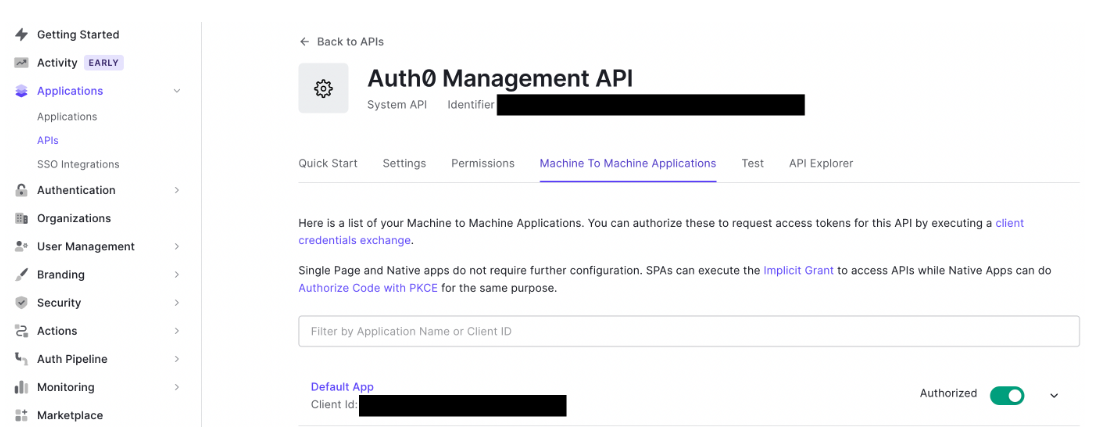 Getting Started
Activity EARLY
Applications
Applications
APIs
SSO Integrations
Authentication
Organizations
User Management
Branding
Security
Actions
Auth Pipeline
Monitoring
Marketplace
Back to APIs
Auth0 Management API
System API Identifier
Quick Start Settings Permissions Machine To Machine Applications Test API Explorer
Here is a list of your Machine to Machine Applications. You can authorize these to request access tokens for this API by executing a client
credentials exchange.
Single Page and Native apps do not require further configuration. SPAs can execute the Implicit Grant to access APIs while Native Apps can do
Authorize Code with PKCE for the same purpose.
Filter by Application Name or Client ID
Default App
Client Id:
Authorized